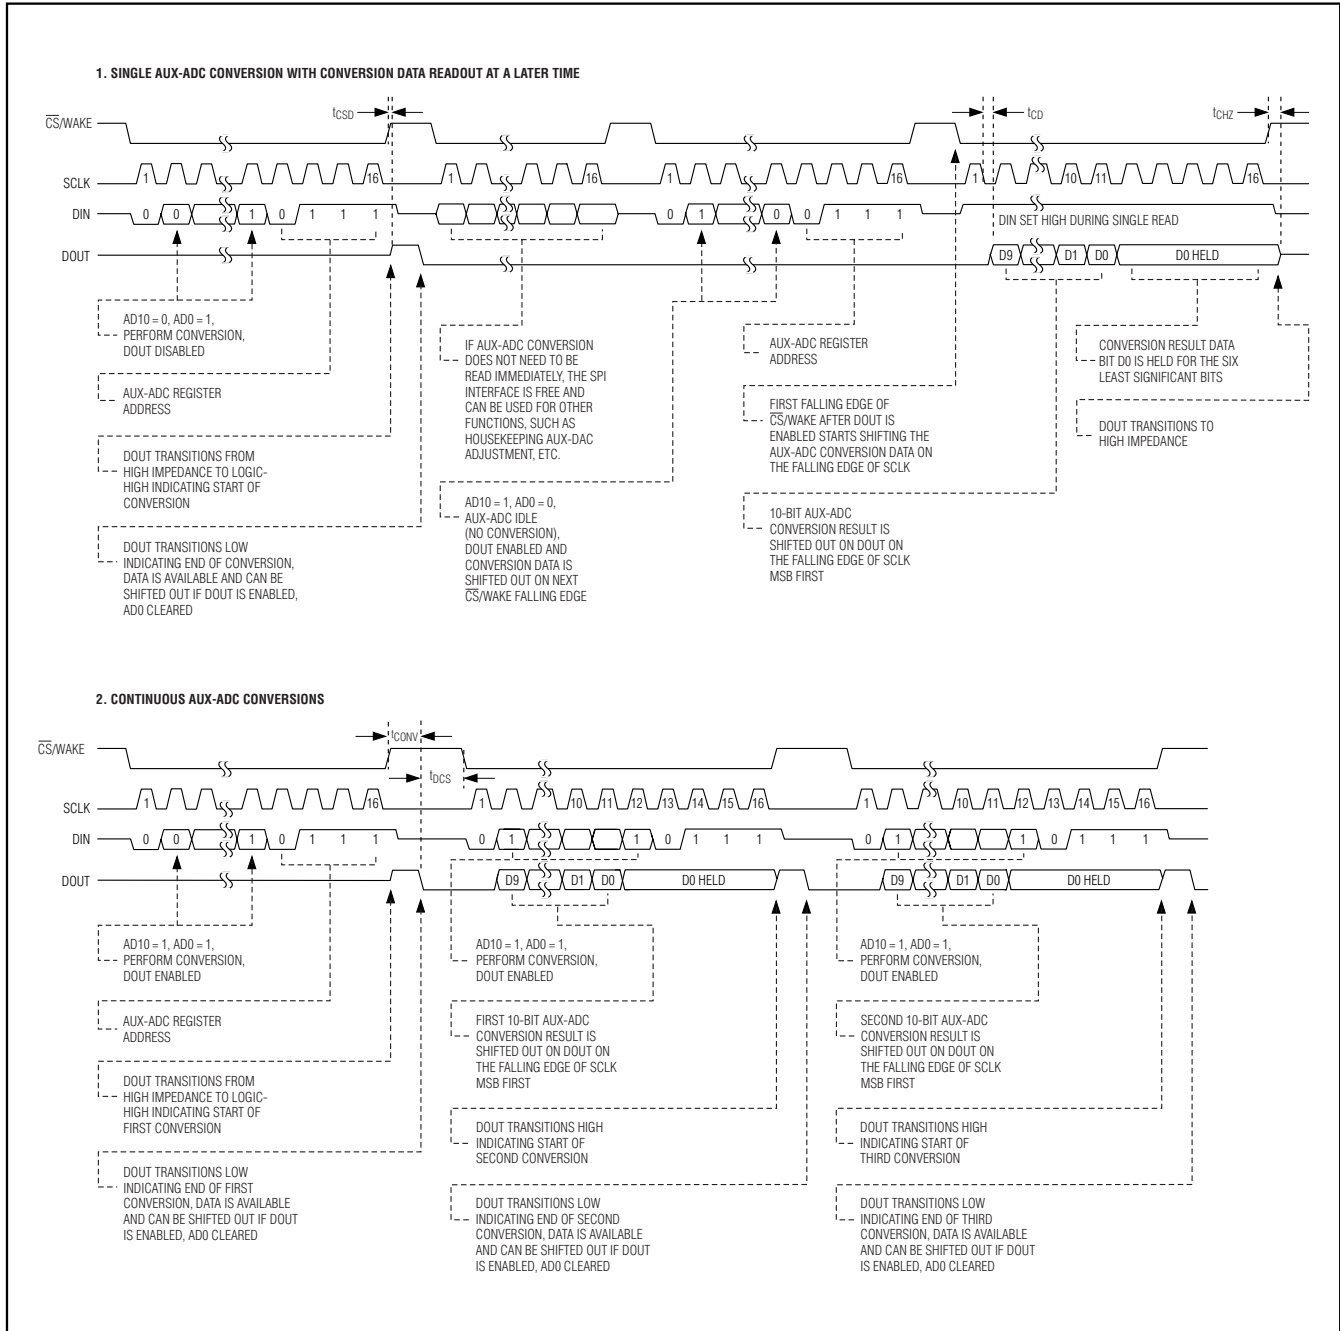 1. SINGLE AUX-ADC CONVERSION WITH CONVERSION DATA READOUT AT A LATER TIME
tCSD
tCD
tCHZ
CS/WAKE
SCLK
1
16
1
16
1
16
1
10
11
16
DIN
0
0
1
0
1
1
1
0
1
0
0
1
1
1
DIN SET HIGH DURING SINGLE READ
DOUT
D9
D1
D0
D0 HELD
AD10 = 0, AD0 = 1,
PERFORM CONVERSION,
DOUT DISABLED
AUX-ADC REGISTER
ADDRESS
DOUT TRANSITIONS FROM
HIGH IMPEDANCE TO LOGIC-
HIGH INDICATING START OF
CONVERSION
DOUT TRANSITIONS LOW
INDICATING END OF CONVERSION,
DATA IS AVAILABLE AND CAN BE
SHIFTED OUT IF DOUT IS ENABLED,
AD0 CLEARED
IF AUX-ADC CONVERSION
DOES NOT NEED TO BE
READ IMMEDIATELY, THE SPI
INTERFACE IS FREE AND
CAN BE USED FOR OTHER
FUNCTIONS, SUCH AS
HOUSEKEEPING AUX-DAC
ADJUSTMENT, ETC.
AD10 = 1, AD0 = 0,
AUX-ADC IDLE
(NO CONVERSION),
DOUT ENABLED AND
CONVERSION DATA IS
SHIFTED OUT ON NEXT
CS/WAKE FALLING EDGE
AUX-ADC REGISTER
ADDRESS
FIRST FALLING EDGE OF
CS/WAKE AFTER DOUT IS
ENABLED STARTS SHIFTING THE
AUX-ADC CONVERSION DATA ON
THE FALLING EDGE OF SCLK
10-BIT AUX-ADC
CONVERSION RESULT IS
SHIFTED OUT ON DOUT ON
THE FALLING EDGE OF SCLK
MSB FIRST
CONVERSION RESULT DATA
BIT D0 IS HELD FOR THE SIX
LEAST SIGNIFICANT BITS
DOUT TRANSITIONS TO
HIGH IMPEDANCE
2. CONTINUOUS AUX-ADC CONVERSIONS
tCONV
CS/WAKE
tDCS
SCLK
1
16
1
10
11
12
13
14
15
16
1
10
11
12
13
14
15
16
DIN
0
0
1
0
1
1
1
0
1
1
0
1
1
1
0
1
1
0
1
1
1
DOUT
D9
D1
D0
D0 HELD
D9
D1
D0
D0 HELD
AD10 = 1, AD0 = 1,
PERFORM CONVERSION,
DOUT ENABLED
AUX-ADC REGISTER
ADDRESS
DOUT TRANSITIONS FROM
HIGH IMPEDANCE TO LOGIC-
HIGH INDICATING START OF
FIRST CONVERSION
DOUT TRANSITIONS LOW
INDICATING END OF FIRST
CONVERSION, DATA IS AVAILABLE
AND CAN BE SHIFTED OUT IF DOUT
IS ENABLED, AD0 CLEARED
AD10 = 1, AD0 = 1,
PERFORM CONVERSION,
DOUT ENABLED
FIRST 10-BIT AUX-ADC
CONVERSION RESULT IS
SHIFTED OUT ON DOUT ON
THE FALLING EDGE OF SCLK
MSB FIRST
DOUT TRANSITIONS HIGH
INDICATING START OF
SECOND CONVERSION
DOUT TRANSITIONS LOW
INDICATING END OF SECOND
CONVERSION, DATA IS AVAILABLE
AND CAN BE SHIFTED OUT IF DOUT
IS ENABLED, AD0 CLEARED
AD10 = 1, AD0 = 1,
PERFORM CONVERSION,
DOUT ENABLED
SECOND 10-BIT AUX-ADC
CONVERSION RESULT IS
SHIFTED OUT ON DOUT ON
THE FALLING EDGE OF SCLK
MSB FIRST
DOUT TRANSITIONS HIGH
INDICATING START OF
THIRD CONVERSION
DOUT TRANSITIONS LOW
INDICATING END OF THIRD
CONVERSION, DATA IS AVAILABLE
AND CAN BE SHIFTED OUT IF DOUT
IS ENABLED, AD0 CLEARED